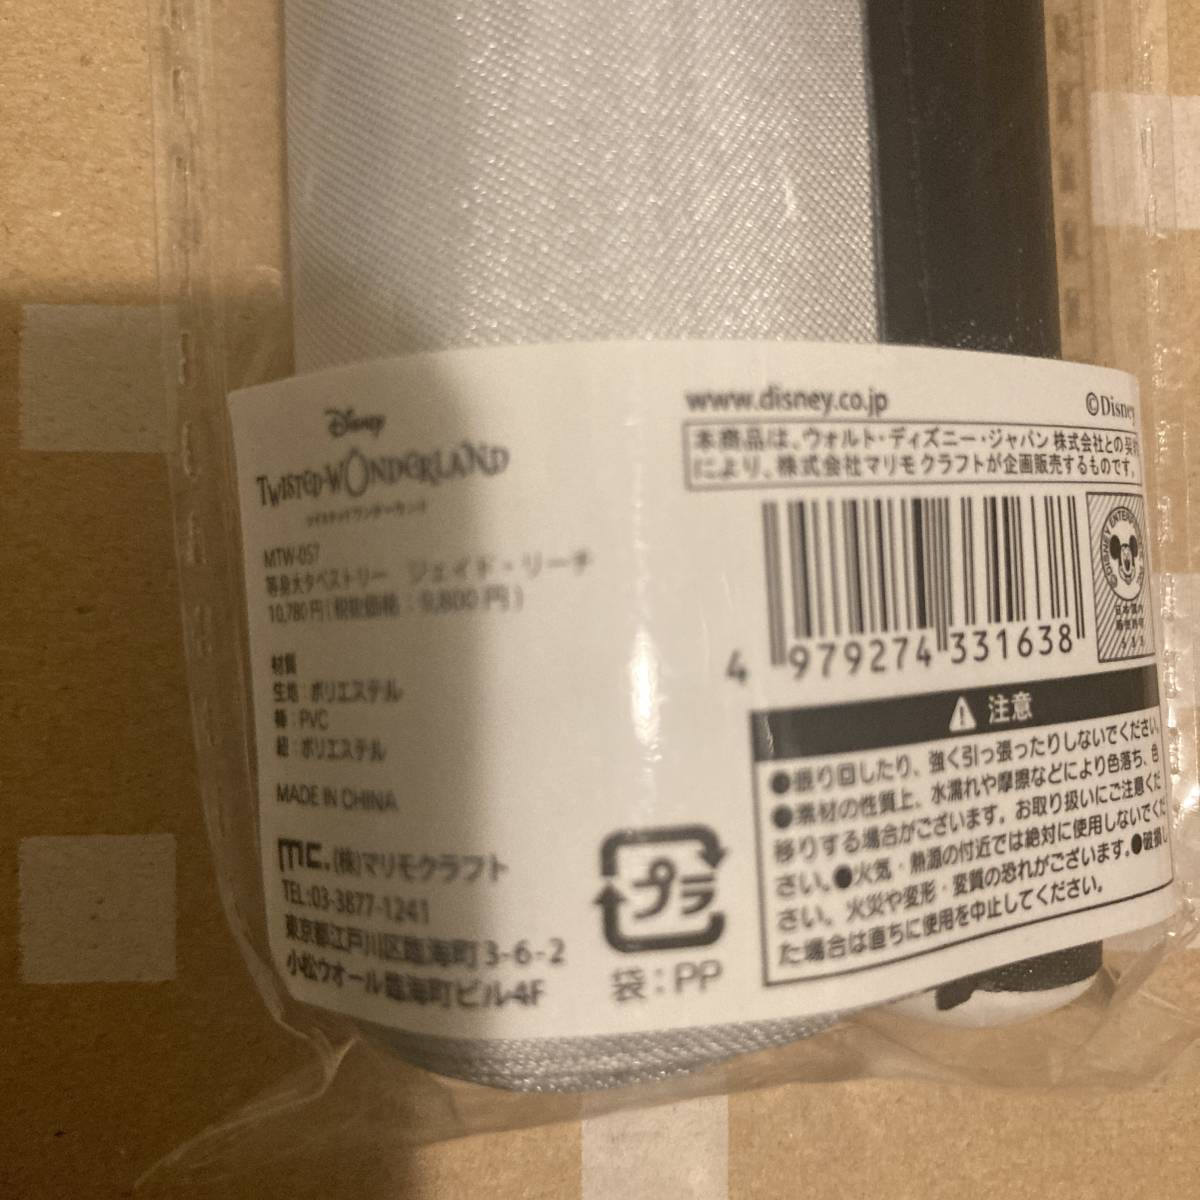 Disney
TWISTED-WONDERLAND
ツイステッドワンダーランド
MTW-057
等身大タペストリー　ジェイド・リーチ
10,780円(税抜価格:9,800円)
材質
生地:ポリエステル
棒:PVC
紐:ポリエステル
MADE IN CHINA
mc.(株)マリモクラフト
TEL:03-3877-1241
東京都江戸川区臨海町3-6-2
小松ウオール臨海町ビル4F
www.disney.co.jp
©Disney
本商品は、ウォルト・ディズニー・ジャパン株式会社との契約
により、株式会社マリモクラフトが企画販売するものです。
4 979274 331638
日本国内
販売許可
プラ
袋:PP
⚠注意
●振り回したり、強く引っ張ったりしないでください。
●素材の性質上、水濡れや摩擦などにより色落ち、色
移りする場合がございます。お取り扱いにご注意くだ
さい。●火気・熱源の付近では絶対に使用しないでくだ
さい。火災や変形・変質の恐れがございます。●破損し
た場合は直ちに使用を中止してください。